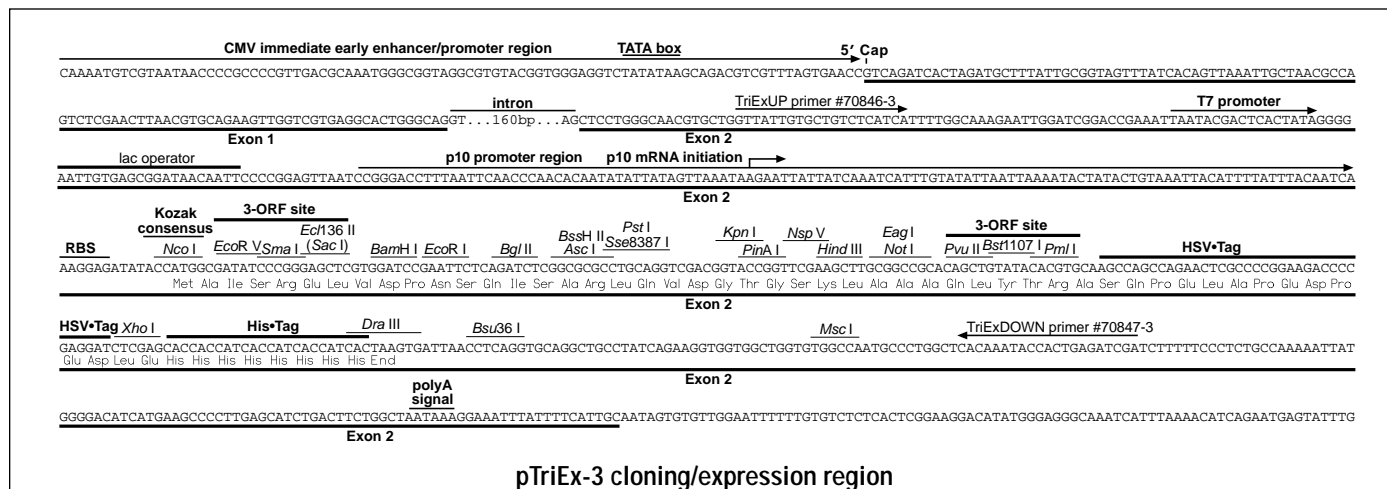 CMV immediate early enhancer/promoter region TATA box 5′ Cap
CAAAATGTCGTAATAACCCCGCCCCGTTGACGCAAATGGGCGGTAGGCGTGTACGGTGGGAGGTCTATATAAGCAGACGTCGTTTAGTGAACCGTCAGATCACTAGATGCTTTATTGCGGTAGTTTATCACAGTTAAATTGCTAACGCCA
intron TriExUP primer #70846-3 T7 promoter
GTCTCGAACTTAACGTGCAGAAGTTGGTCGTGAGGCACTGGGCAGGT...160bp...AGCTCCTGGGCAACGTGCTGGTTATTGTGCTGTCTCATCATTTTGGCAAAGAATTGGATCGGACCGAAATTAATACGACTCACTATAGGGG
Exon 1 Exon 2
lac operator p10 promoter region p10 mRNA initiation
AATTGTGAGCGGATAACAATTCCCCGGAGTTAATCCGGGACCTTTAATTCAACCCAACACAATATATTATAGTTAAATAAGAATTATTATCAAATCATTTGTATATTAATTAAAATACTATACTGTAAATTACATTTTATTTACAATCA
Exon 2
Kozak consensus 3-ORF site 3-ORF site
RBS Nco I EcoR V Sma I Ecl136 II (Sac I) BamH I EcoR I Bgl II BssH II Asc I Pst I Sse8387 I Kpn I PinA I Nsp V Hind III Eag I Not I Pvu II Bst1107 I Pml I HSV•Tag
AAGGAGATATACCATGGCGATATCCCGGGAGCTCGTGGATCCGAATTCTCAGATCTCGGCGCGCCTGCAGGTCGACGGTACCGGTTCGAAGCTTGCGGCCGCACAGCTGTATACACGTGCAAGCCAGCCAGAACTCGCCCCGGAAGACCCC
Met Ala Ile Ser Arg Glu Leu Val Asp Pro Asn Ser Gln Ile Ser Ala Arg Leu Gln Val Asp Gly Thr Gly Ser Lys Leu Ala Ala Ala Gln Leu Tyr Thr Arg Ala Ser Gln Pro Glu Leu Ala Pro Glu Asp Pro
Exon 2
HSV•Tag Xho I His•Tag Dra III Bsu36 I Msc I TriExDOWN primer #70847-3
GAGGATCTCGAGCACCACCATCACCATCACCATCACTAAGTGATTAACCTCAGGTGCAGGCTGCCTATCAGAAGGTGGTGGCTGGTGTGGCCAATGCCCTGGCTCACAAATACCACTGAGATCGATCTTTTTCCCTCTGCCAAAAATTAT
Glu Asp Leu Glu His His His His His His His His End
Exon 2
polyA signal
GGGGACATCATGAAGCCCCTTGAGCATCTGACTTCTGGCTAATAAAGGAAATTTATTTTCATTGCAATAGTGTGTTGGAATTTTTTGTGTCTCTCACTCGGAAGGACATATGGGAGGGCAAATCATTTAAAACATCAGAATGAGTATTTG
Exon 2
pTriEx-3 cloning/expression region